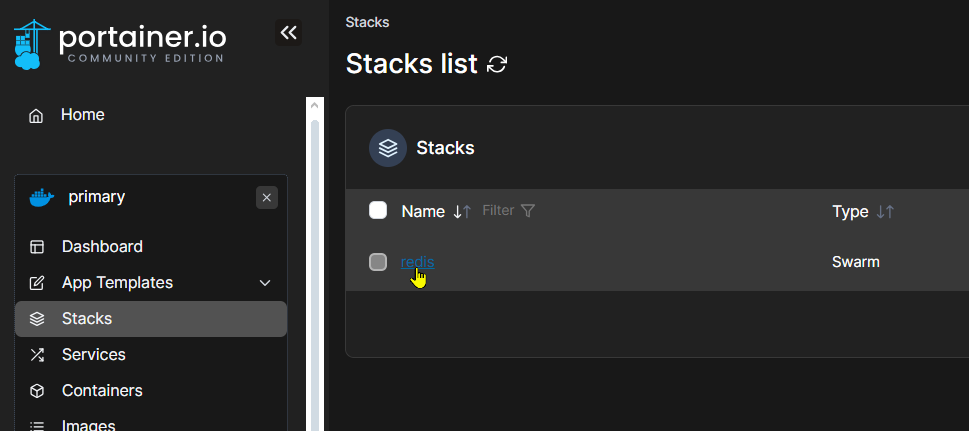 portainer.io
COMMUNITY EDITION
Home
primary
Dashboard
App Templates
Stacks
Services
Containers
Images
Stacks
Stacks list
Stacks
Name Filter Type
redis Swarm